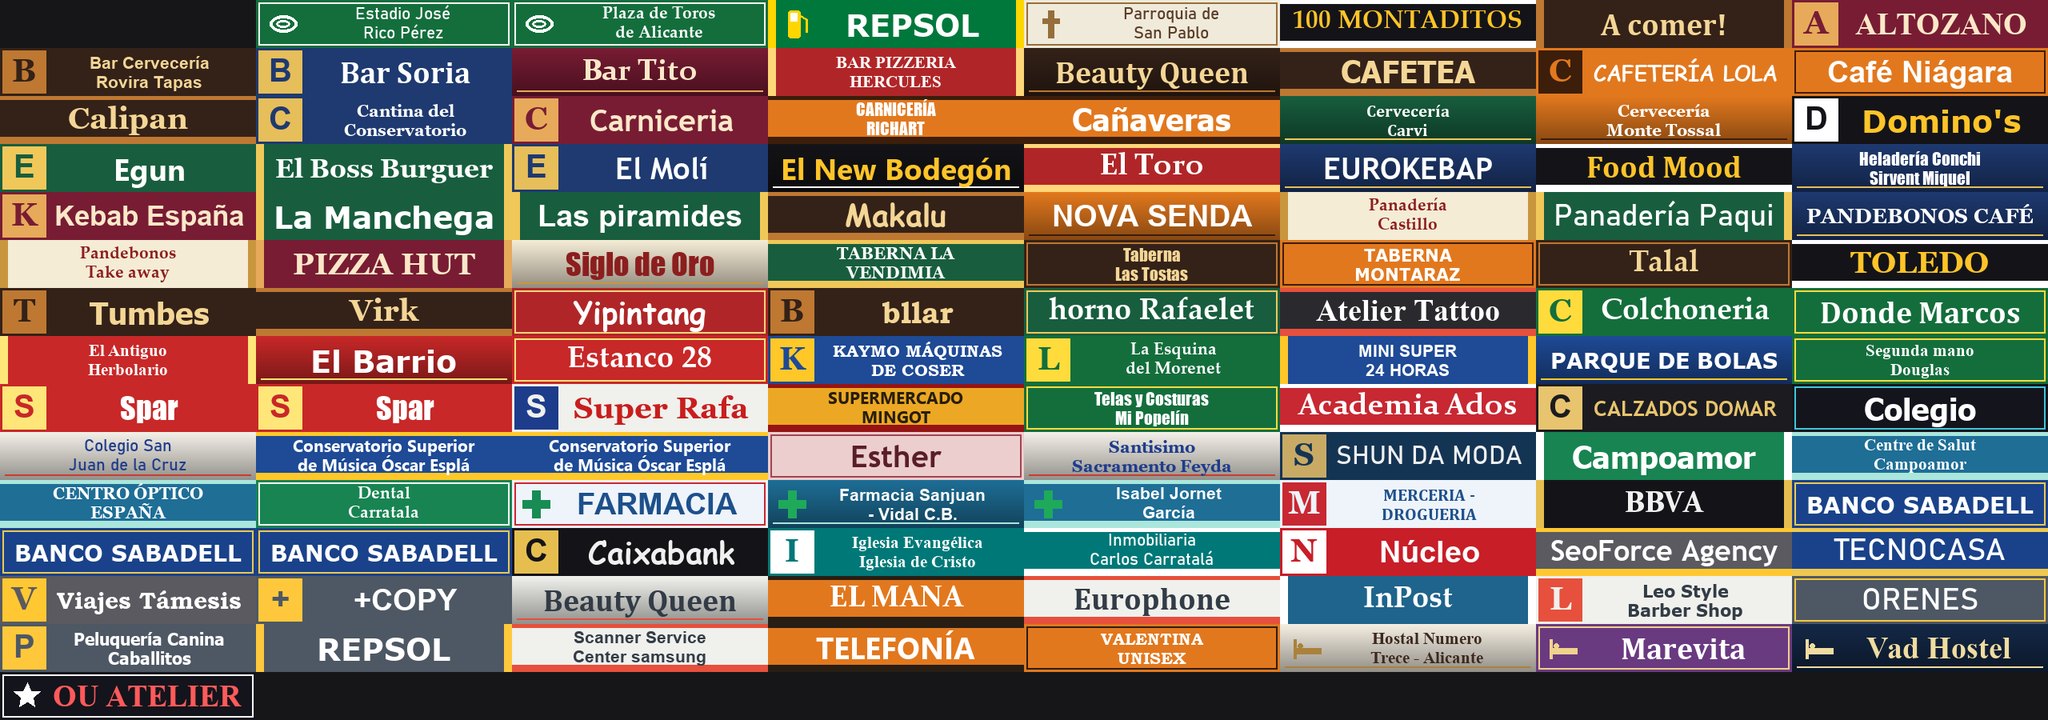 Estadio José
Rico Pérez
Plaza de Toros
de Alicante
REPSOL
Parroquia de
San Pablo
100 MONTADITOS
A comer!
A ALTOZANO
B Bar Cervecería
Rovira Tapas
B Bar Soria
Bar Tito
BAR PIZZERIA
HERCULES
Beauty Queen
CAFETEA
C CAFETERÍA LOLA
Café Niágara
Calipan
C Cantina del
Conservatorio
C Carniceria
CARNICERÍA
RICHART
Cañaveras
Cervecería
Carvi
Cervecería
Monte Tossal
D Domino's
E Egun
El Boss Burguer
E El Molí
El New Bodegón
El Toro
EUROKEBAP
Food Mood
Heladería Conchi
Sirvent Miquel
K Kebab España
La Manchega
Las piramides
Makalu
NOVA SENDA
Panadería
Castillo
Panadería Paqui
PANDEBONOS CAFÉ
Pandebonos
Take away
PIZZA HUT
Siglo de Oro
TABERNA LA
VENDIMIA
Taberna
Las Tostas
TABERNA
MONTARAZ
Talal
TOLEDO
T Tumbes
Virk
Yipintang
B bllar
horno Rafaelet
Atelier Tattoo
C Colchoneria
Donde Marcos
El Antiguo
Herbolario
El Barrio
Estanco 28
K KAYMO MÁQUINAS
DE COSER
L La Esquina
del Morenet
MINI SUPER
24 HORAS
PARQUE DE BOLAS
Segunda mano
Douglas
S Spar
S Spar
S Super Rafa
SUPERMERCADO
MINGOT
Telas y Costuras
Mi Popelín
Academia Ados
C CALZADOS DOMAR
Colegio
Colegio San
Juan de la Cruz
Conservatorio Superior
de Música Óscar Esplá
Conservatorio Superior
de Música Óscar Esplá
Esther
Santisimo
Sacramento Feyda
S SHUN DA MODA
Campoamor
Centre de Salut
Campoamor
CENTRO ÓPTICO
ESPAÑA
Dental
Carratala
FARMACIA
Farmacia Sanjuan
- Vidal C.B.
Isabel Jornet
García
M MERCERIA -
DROGUERIA
BBVA
BANCO SABADELL
BANCO SABADELL
BANCO SABADELL
C Caixabank
I Iglesia Evangélica
Iglesia de Cristo
Inmobiliaria
Carlos Carratalá
N Núcleo
SeoForce Agency
TECNOCASA
V Viajes Támesis
+ +COPY
Beauty Queen
EL MANA
Europhone
InPost
L Leo Style
Barber Shop
ORENES
P Peluquería Canina
Caballitos
REPSOL
Scanner Service
Center samsung
TELEFONÍA
VALENTINA
UNISEX
Hostal Numero
Trece - Alicante
Marevita
Vad Hostel
OU ATELIER